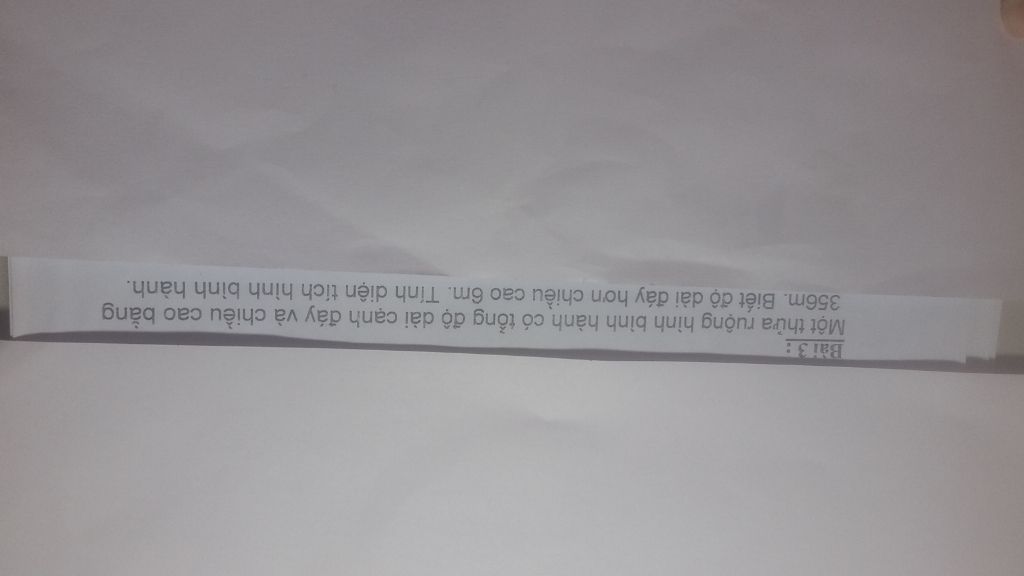 Bài 3 :
Một thửa ruộng hình bình hành có tổng độ dài cạnh đáy và chiều cao bằng
356m. Biết độ dài đáy hơn chiều cao 6m. Tính diện tích hình bình hành.